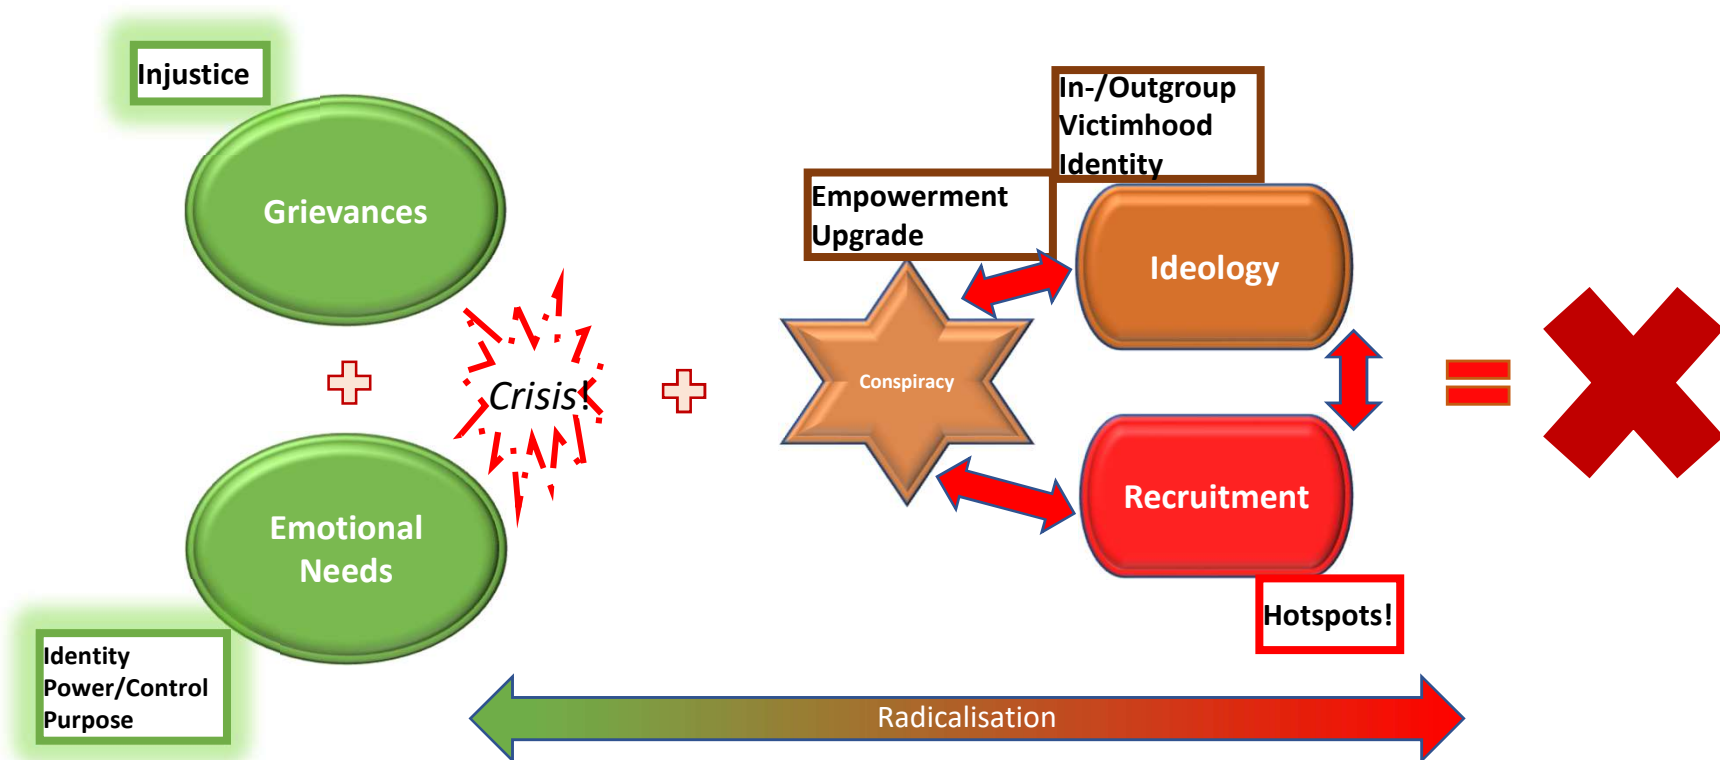 Injustice
Grievances
Crisis!
Emotional
Needs
Identity
Power/Control
Purpose
In-/Outgroup
Victimhood
Identity
Empowerment
Upgrade
Ideology
Conspiracy
Recruitment
Hotspots!
Radicalisation